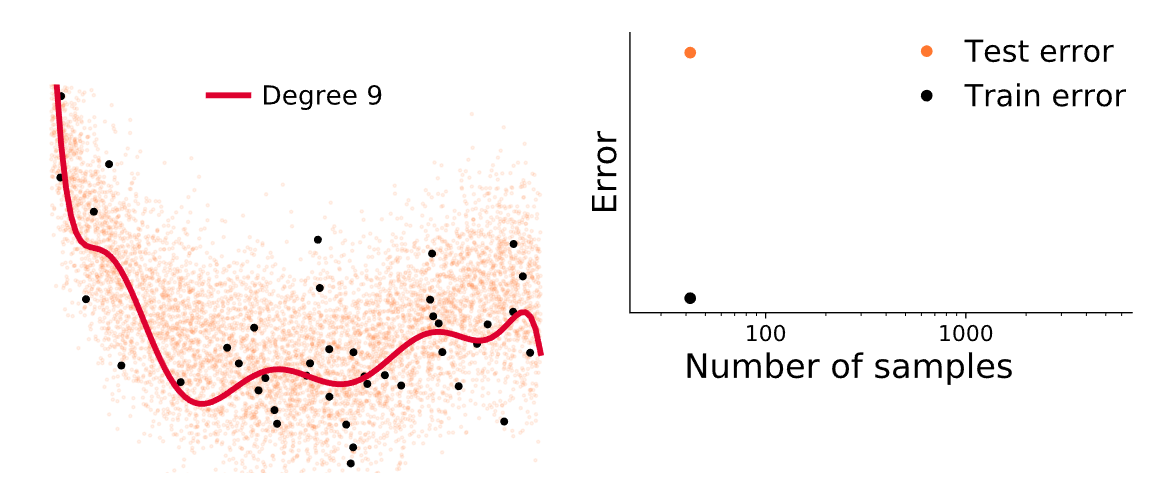 Degree 9
Test error
Train error
Error
100
1000
Number of samples